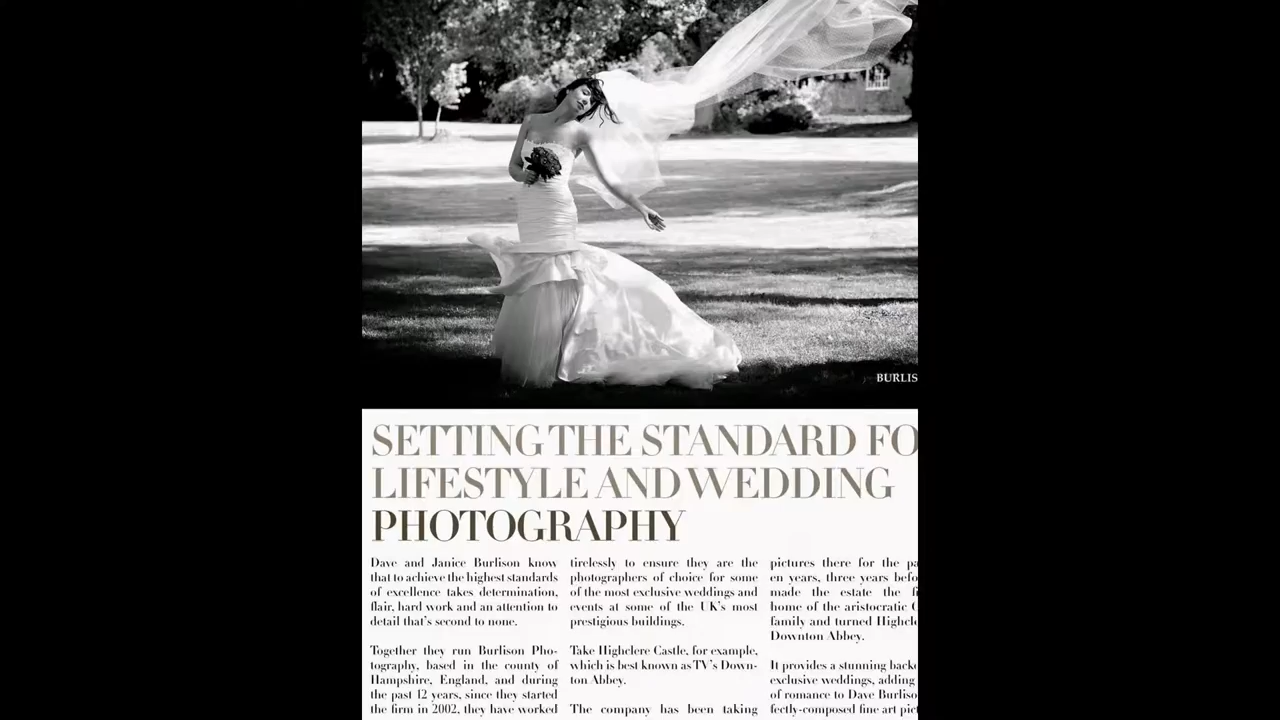 BURLIS
SETTING THE STANDARD FO
LIFESTYLE AND WEDDING
PHOTOGRAPHY
Dave and Janice Burlison know
that to achieve the highest standards
of excellence takes determination,
flair, hard work and an attention to
detail that's second to none.
Together they run Burlison Pho-
tography, based in the county of
Hampshire, England, and during
the past 12 years, since they started
the firm in 2002, they have worked
tirelessly to ensure they are the
photographers of choice for some
of the most exclusive weddings and
events at some of the UK's most
prestigious buildings.
Take Highclere Castle, for example,
which is best known as TV's Down-
ton Abbey.
The company has been taking
pictures there for the pa
en years, three years befo
made the estate the fi
home of the aristocratic C
family and turned Highcle
Downton Abbey.
It provides a stunning back
exclusive weddings, adding
of romance to Dave Burliso
fectly-composed fine art pict